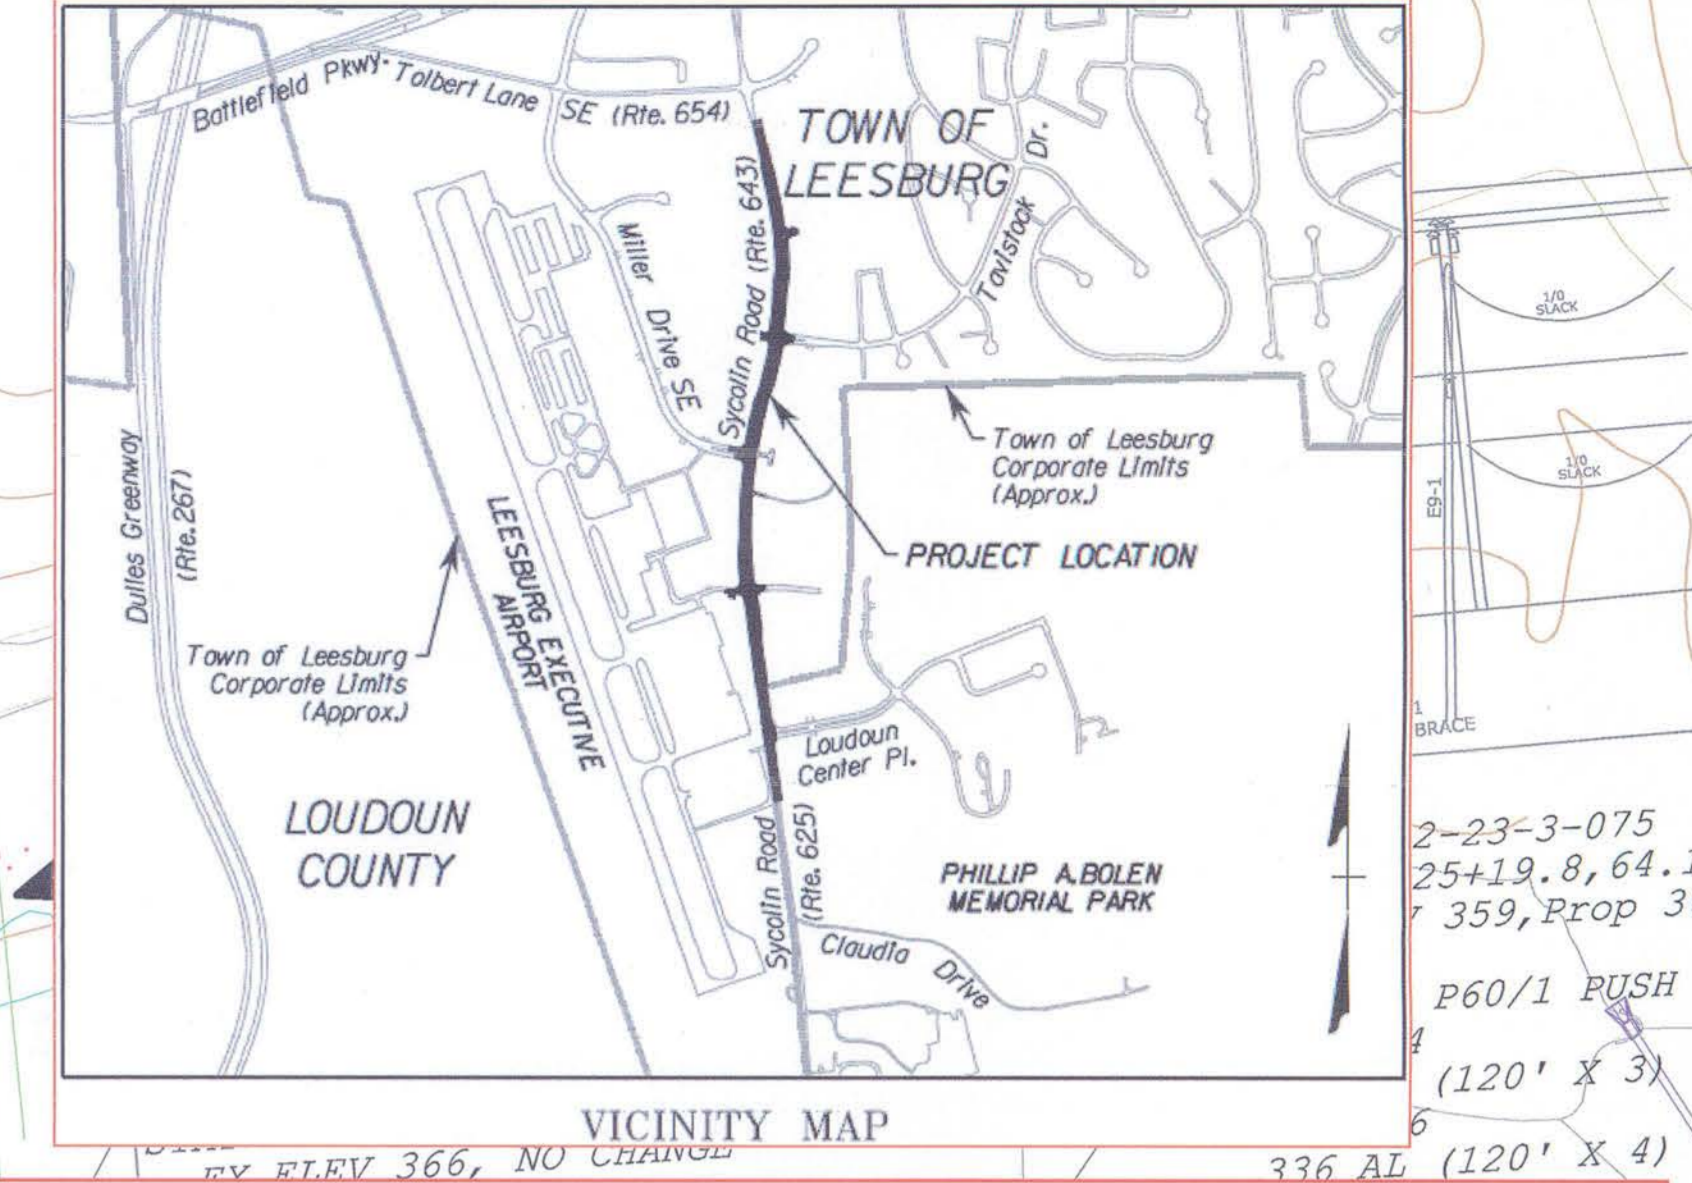 Battlefield Pkwy.
Tolbert Lane SE (Rte. 654)
TOWN OF
LEESBURG
Sycolin Road (Rte. 643)
Miller Drive SE
Tavistock Dr.
Town of Leesburg
Corporate Limits
(Approx.)
PROJECT LOCATION
Dulles Greenway
(Rte. 267)
Town of Leesburg
Corporate Limits
(Approx.)
LEESBURG EXECUTIVE
AIRPORT
Loudoun
Center Pl.
LOUDOUN
COUNTY
Sycolin Road
(Rte. 625)
PHILLIP A. BOLEN
MEMORIAL PARK
Claudia Drive
VICINITY MAP
1/0
SLACK
1/0
SLACK
E9-1
1
BRACE
2-23-3-075
25+19.8, 64.1
359, Prop 3
P60/1 PUSH
4
(120' X 3)
6
336 AL (120' X 4)
EX ELEV 366, NO CHANGE